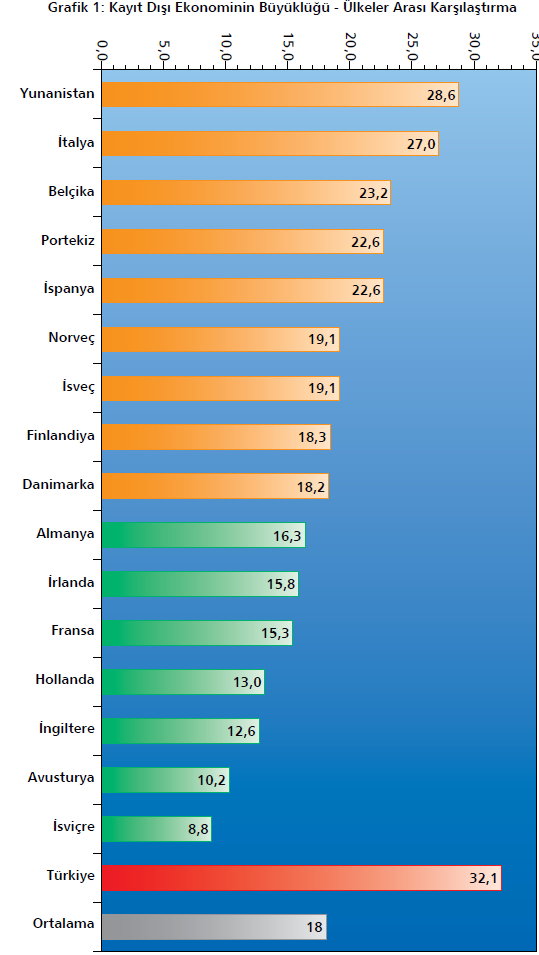 Grafik 1: Kayıt Dışı Ekonominin Büyüklüğü - Ülkeler Arası Karşılaştırma
0,0 5,0 10,0 15,0 20,0 25,0 30,0 35,0
Yunanistan 28,6
İtalya 27,0
Belçika 23,2
Portekiz 22,6
İspanya 22,6
Norveç 19,1
İsveç 19,1
Finlandiya 18,3
Danimarka 18,2
Almanya 16,3
İrlanda 15,8
Fransa 15,3
Hollanda 13,0
İngiltere 12,6
Avusturya 10,2
İsviçre 8,8
Türkiye 32,1
Ortalama 18